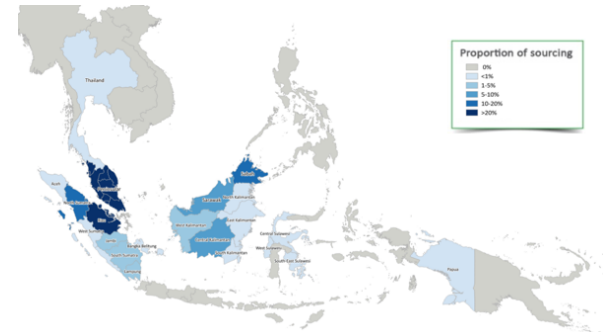 Proportion of sourcing
0%
<1%
1-5%
5-10%
10-20%
>20%
Thailand
Aceh
Riau
West Sumatra
Jambi
Bangka Belitung
South Sumatra
Lampung
Sabah
Sarawak
North Kalimantan
West Kalimantan
East Kalimantan
Central Kalimantan
South Kalimantan
Central Sulawesi
West Sulawesi
South East Sulawesi
Papua